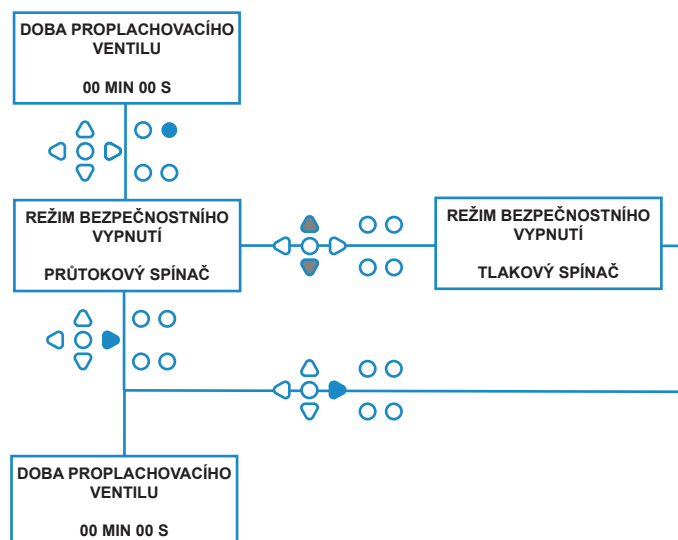 DOBA PROPLACHOVACÍHO
VENTILU
00 MIN 00 S
REŽIM BEZPEČNOSTNÍHO
VYPNUTÍ
PRŮTOKOVÝ SPÍNAČ
REŽIM BEZPEČNOSTNÍHO
VYPNUTÍ
TLAKOVÝ SPÍNAČ
DOBA PROPLACHOVACÍHO
VENTILU
00 MIN 00 S